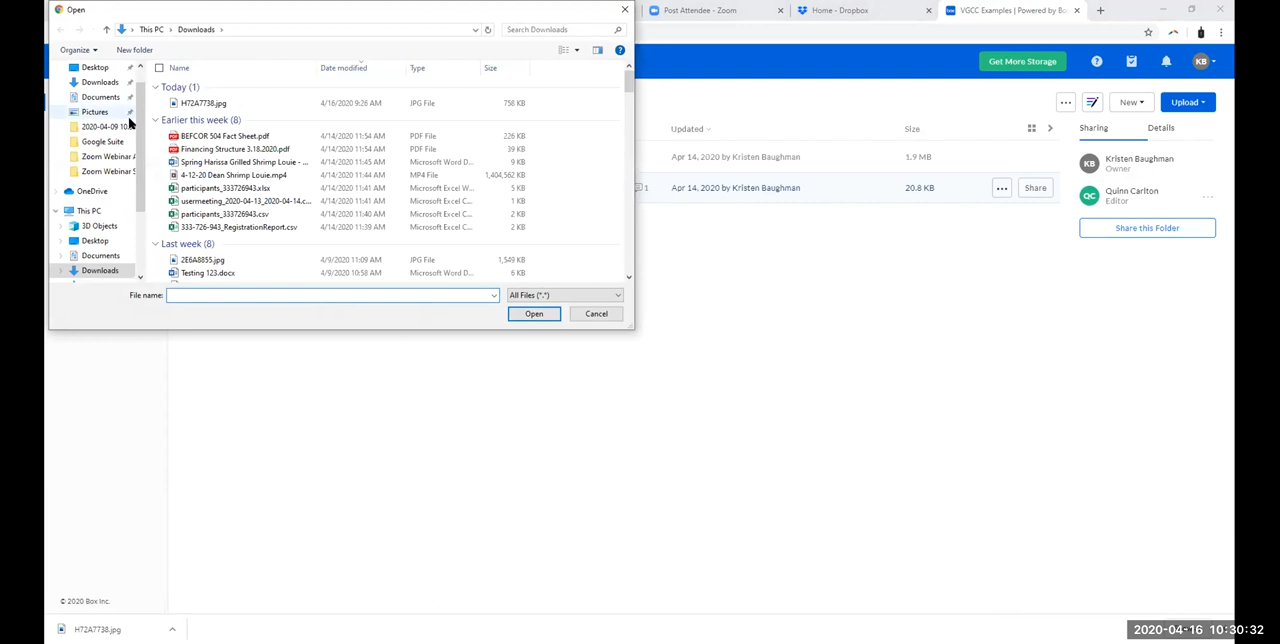 Open
Post Attendee - Zoom
Home - Dropbox
VGCC Examples | Powered by Bo
This PC > Downloads >
Search Downloads
Organize
New folder
Get More Storage
KB
Desktop
Downloads
Documents
Pictures
2020-04-09 10.
Google Suite
Zoom Webinar A
Zoom Webinar S
OneDrive
This PC
3D Objects
Desktop
Documents
Downloads
Name Date modified Type Size
Today (1)
H72A7738.jpg 4/16/2020 9:26 AM JPG File 758 KB
Earlier this week (8)
BEFCOR 504 Fact Sheet.pdf 4/14/2020 11:54 AM PDF File 226 KB
Financing Structure 3.18.2020.pdf 4/14/2020 11:54 AM PDF File 39 KB
Spring Harissa Grilled Shrimp Louie - ... 4/14/2020 11:45 AM Microsoft Word D... 9 KB
4-12-20 Dean Shrimp Louie.mp4 4/14/2020 11:44 AM MP4 File 1,404,562 KB
participants_333726943.xlsx 4/14/2020 11:41 AM Microsoft Excel W... 5 KB
usermeeting_2020-04-13_2020-04-14.c... 4/14/2020 11:41 AM Microsoft Excel C... 1 KB
participants_333726943.csv 4/14/2020 11:40 AM Microsoft Excel C... 2 KB
333-726-943_RegistrationReport.csv 4/14/2020 11:39 AM Microsoft Excel C... 2 KB
Last week (8)
2E6A8855.jpg 4/9/2020 11:09 AM JPG File 1,549 KB
Testing 123.docx 4/9/2020 10:58 AM Microsoft Word D... 6 KB
File name:
All Files (*.*)
Open
Cancel
New
Upload
Updated Size
Apr 14, 2020 by Kristen Baughman 1.9 MB
1 Apr 14, 2020 by Kristen Baughman 20.8 KB
Share
Sharing Details
KB Kristen Baughman
Owner
QC Quinn Carlton
Editor
Share this Folder
© 2020 Box Inc.
H72A7738.jpg
2020-04-16 10:30:32